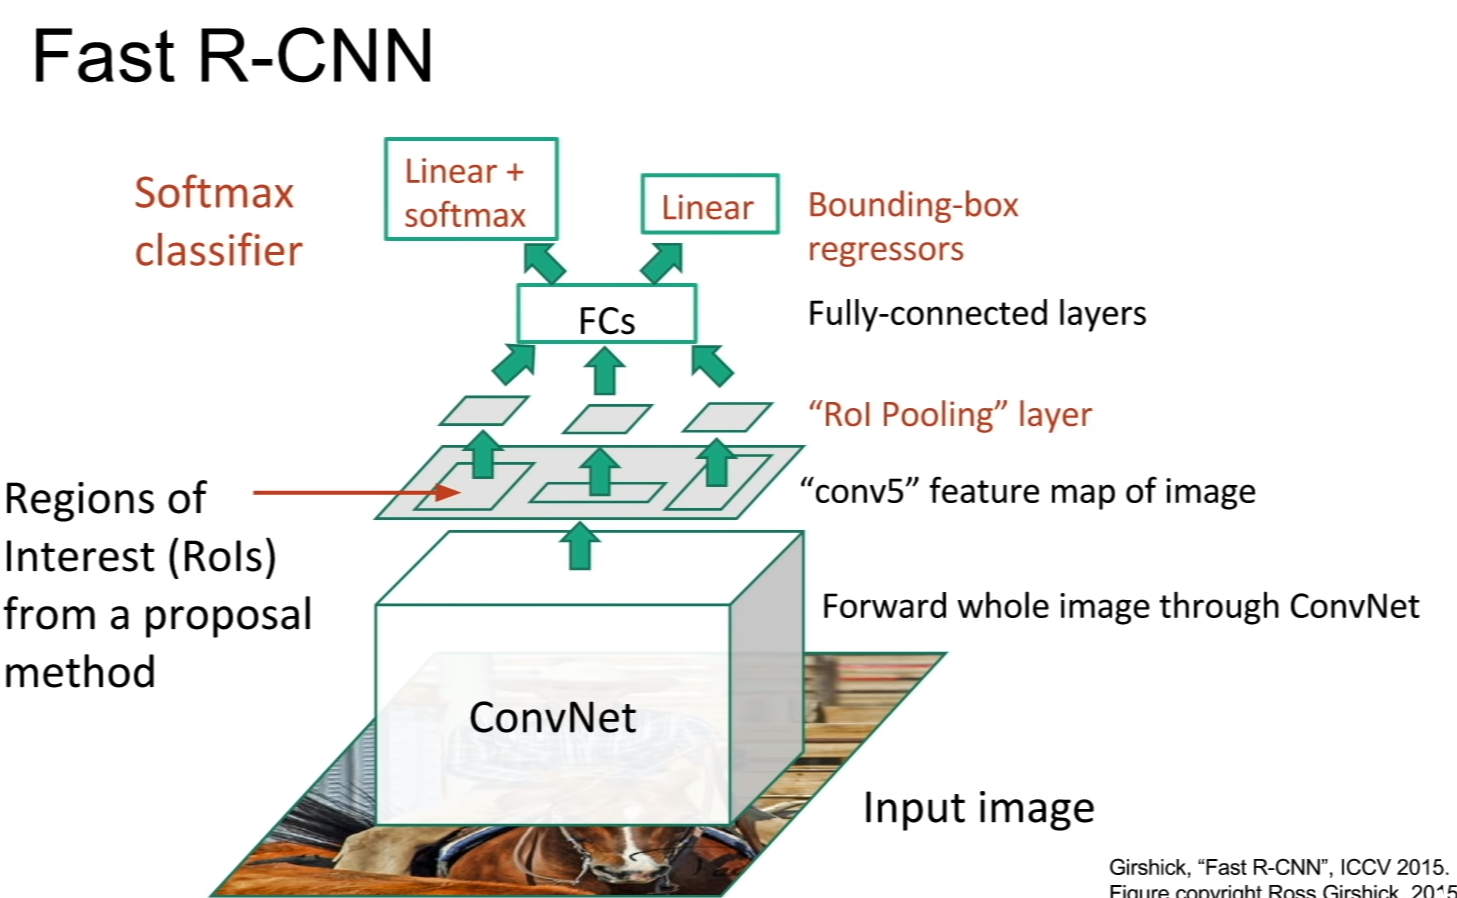 Fast R-CNN
Softmax
classifier
Linear +
softmax
Linear
Bounding-box
regressors
FCs
Fully-connected layers
“RoI Pooling” layer
Regions of
Interest (RoIs)
from a proposal
method
“conv5” feature map of image
Forward whole image through ConvNet
ConvNet
Input image
Girshick, “Fast R-CNN”, ICCV 2015.
Figure copyright Ross Girshick, 2015